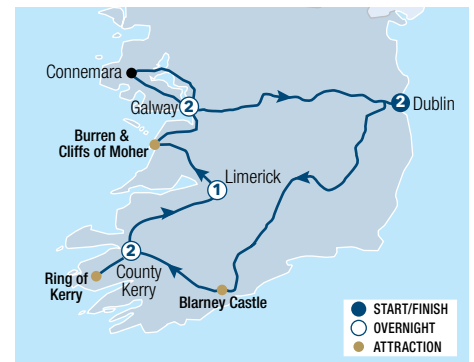 Connemara
Galway
2
2
Dublin
Burren &
Cliffs of Moher
Limerick
1
2
County
Kerry
Ring of
Kerry
Blarney Castle
START/FINISH
OVERNIGHT
ATTRACTION